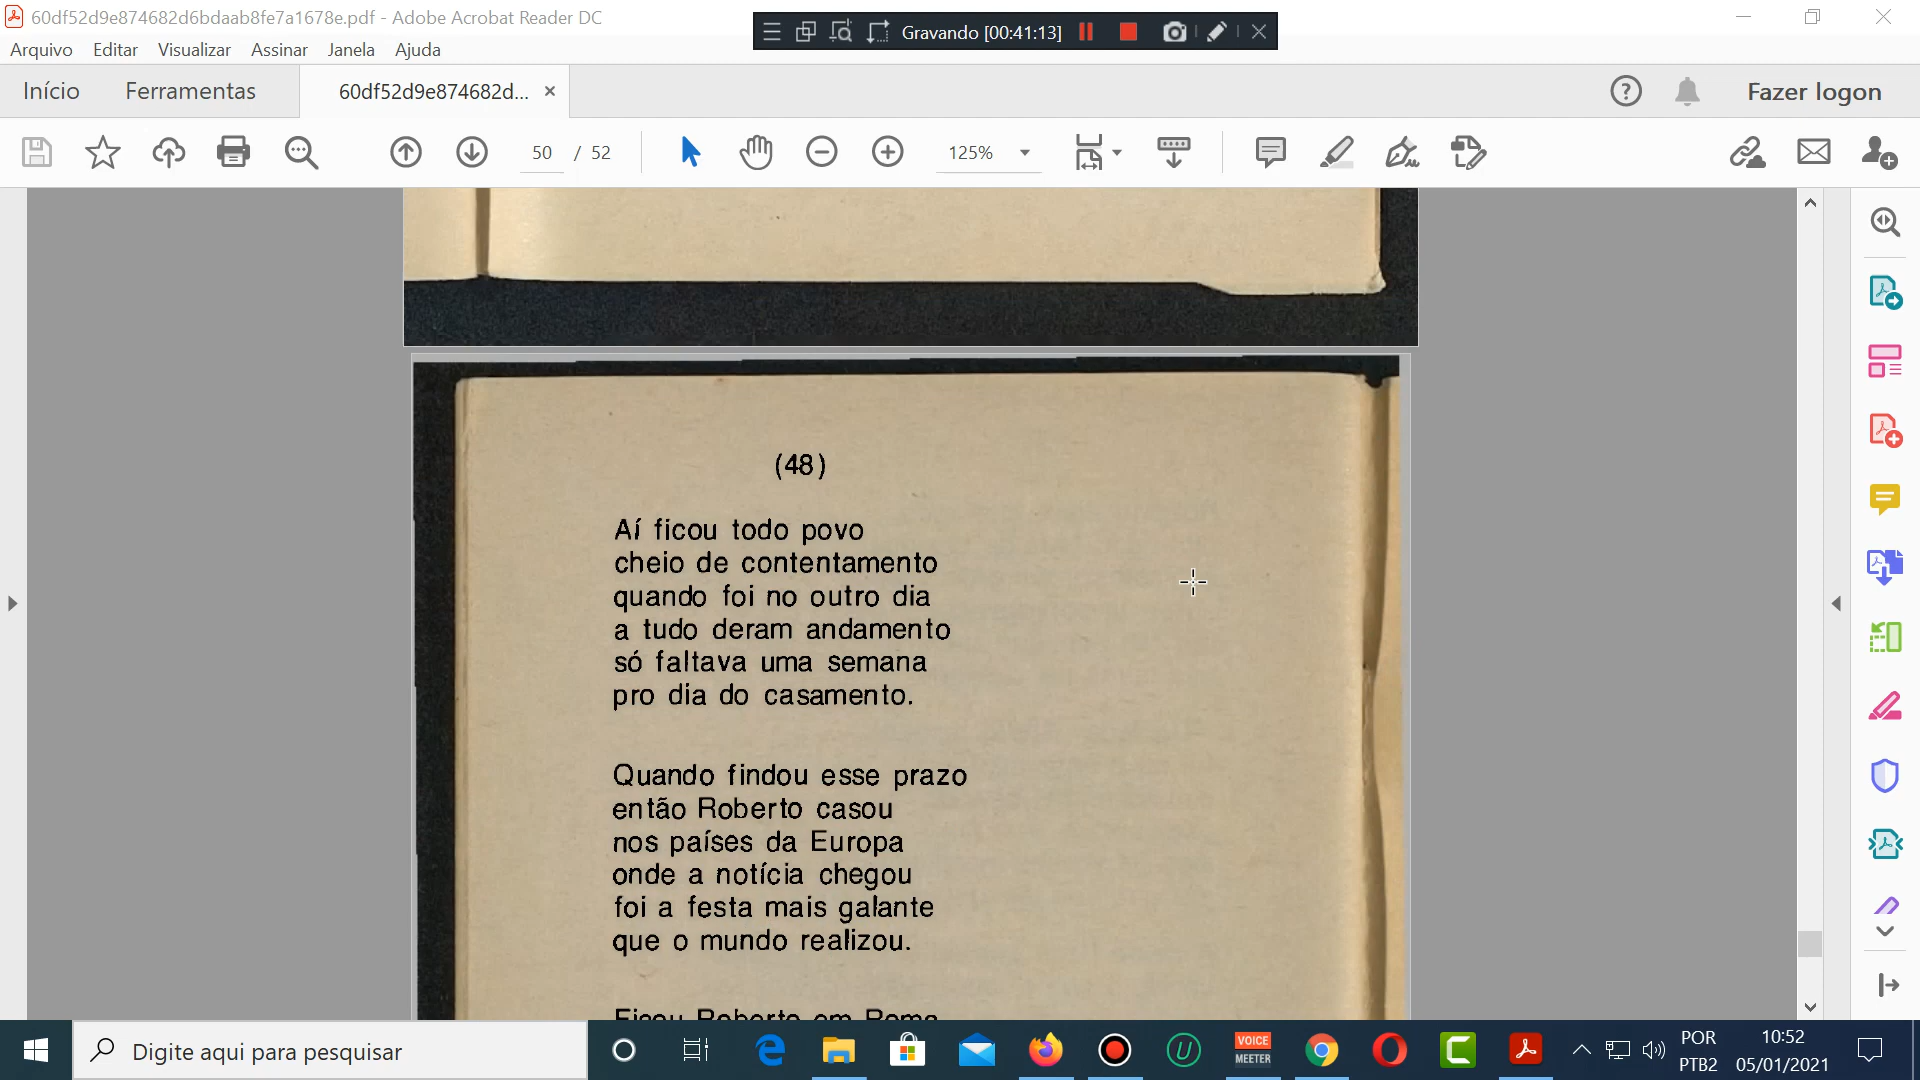 60df52d9e874682d6bdaab8fe7a1678e.pdf - Adobe Acrobat Reader DC
Gravando [00:41:13]
Arquivo Editar Visualizar Assinar Janela Ajuda
Início Ferramentas 60df52d9e874682d... Fazer logon
50 / 52 125%
(48)
Aí ficou todo povo
cheio de contentamento
quando foi no outro dia
a tudo deram andamento
só faltava uma semana
pro dia do casamento.
Quando findou esse prazo
então Roberto casou
nos países da Europa
onde a notícia chegou
foi a festa mais galante
que o mundo realizou.
Ficou Roberto em Roma
Digite aqui para pesquisar
VOICE
MEETER
POR
PTB2
10:52
05/01/2021